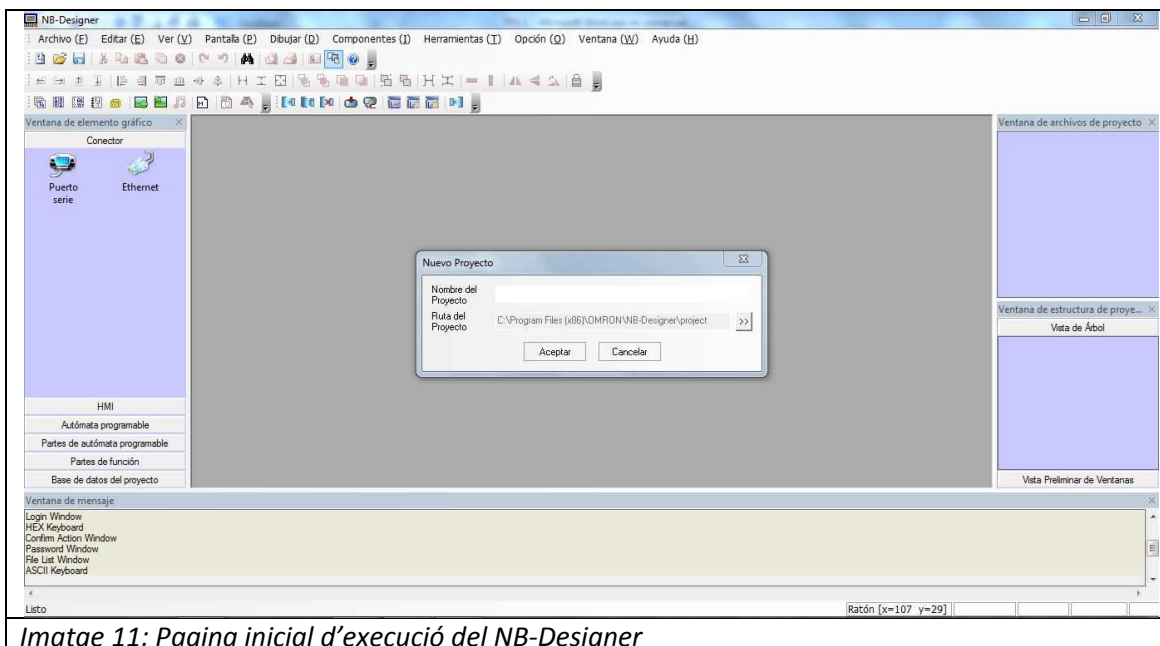 NB-Designer
Archivo (F) Editar (E) Ver (V) Pantalla (P) Dibujar (D) Componentes (J) Herramientas (T) Opción (O) Ventana (W) Ayuda (H)
Ventana de elemento gráfico
Conector
Puerto serie
Ethernet
HMI
Autómata programable
Partes de autómata programable
Partes de función
Base de datos del proyecto
Nuevo Proyecto
Nombre del Proyecto
Ruta del Proyecto
C:\Program Files (x86)\OMRON\NB-Designer\project
>>
Aceptar Cancelar
Ventana de archivos de proyecto
Ventana de estructura de proye...
Vista de Árbol
Vista Preliminar de Ventanas
Ventana de mensaje
Login Window
HEX Keyboard
Confirm Action Window
Password Window
File List Window
ASCII Keyboard
Listo
Ratón [x=107 y=29]
Imatge 11: Pagina inicial d’execució del NB-Designer